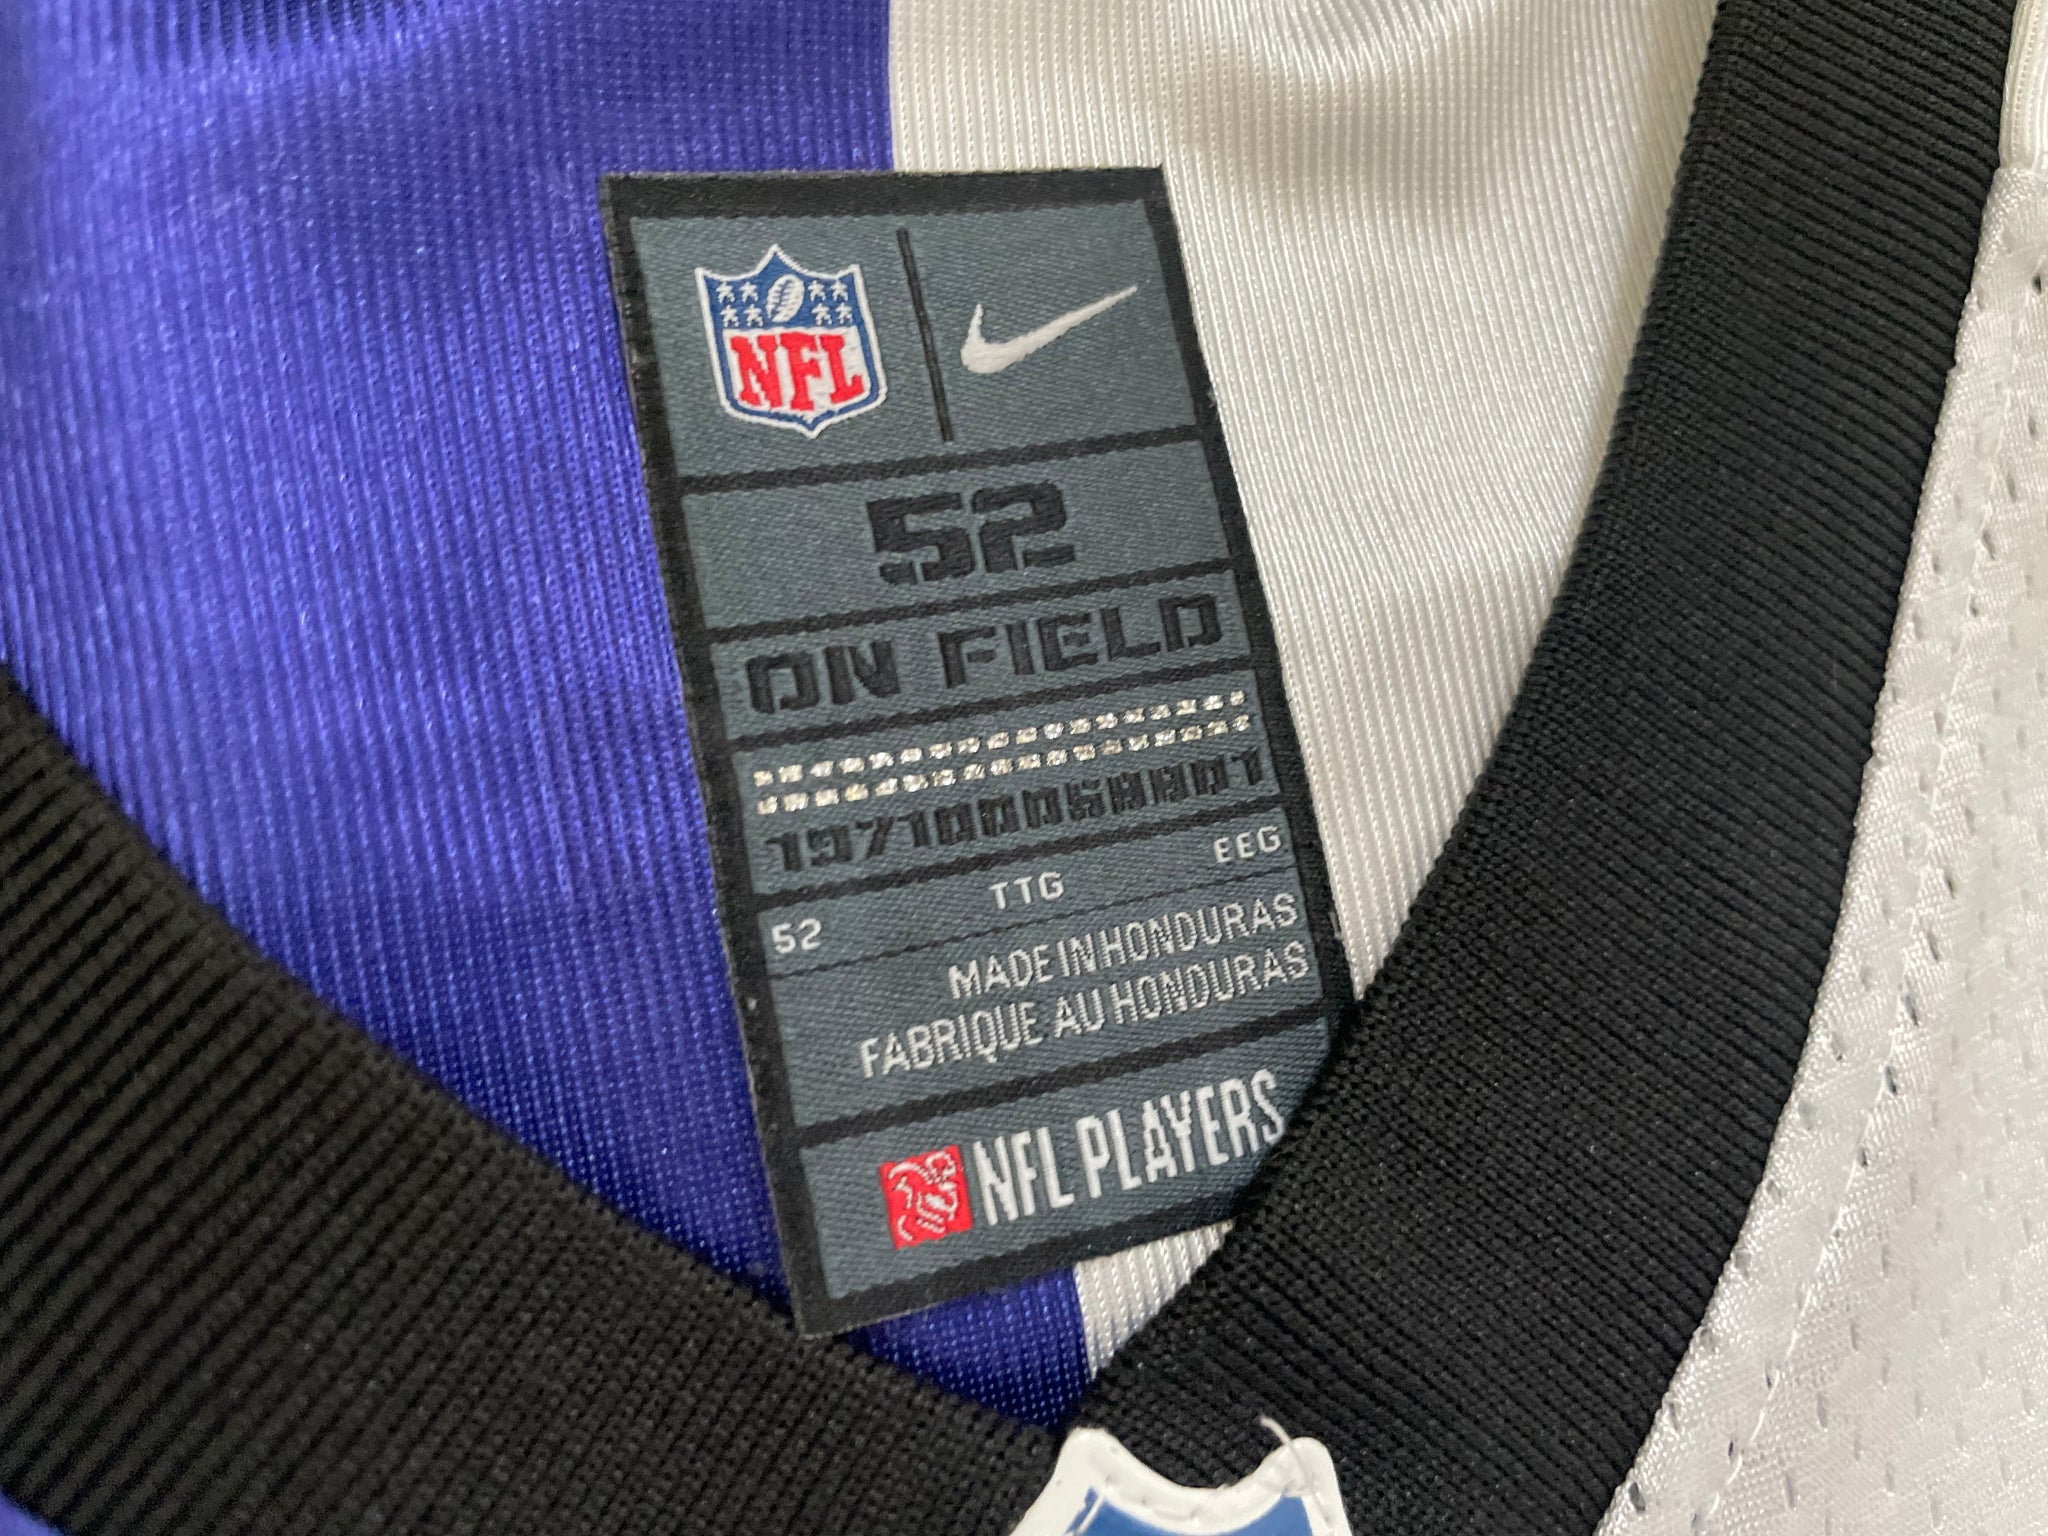 NFL
52
ON FIELD
52 TTG EEG
MADE IN HONDURAS
FABRIQUE AU HONDURAS
NFL PLAYERS